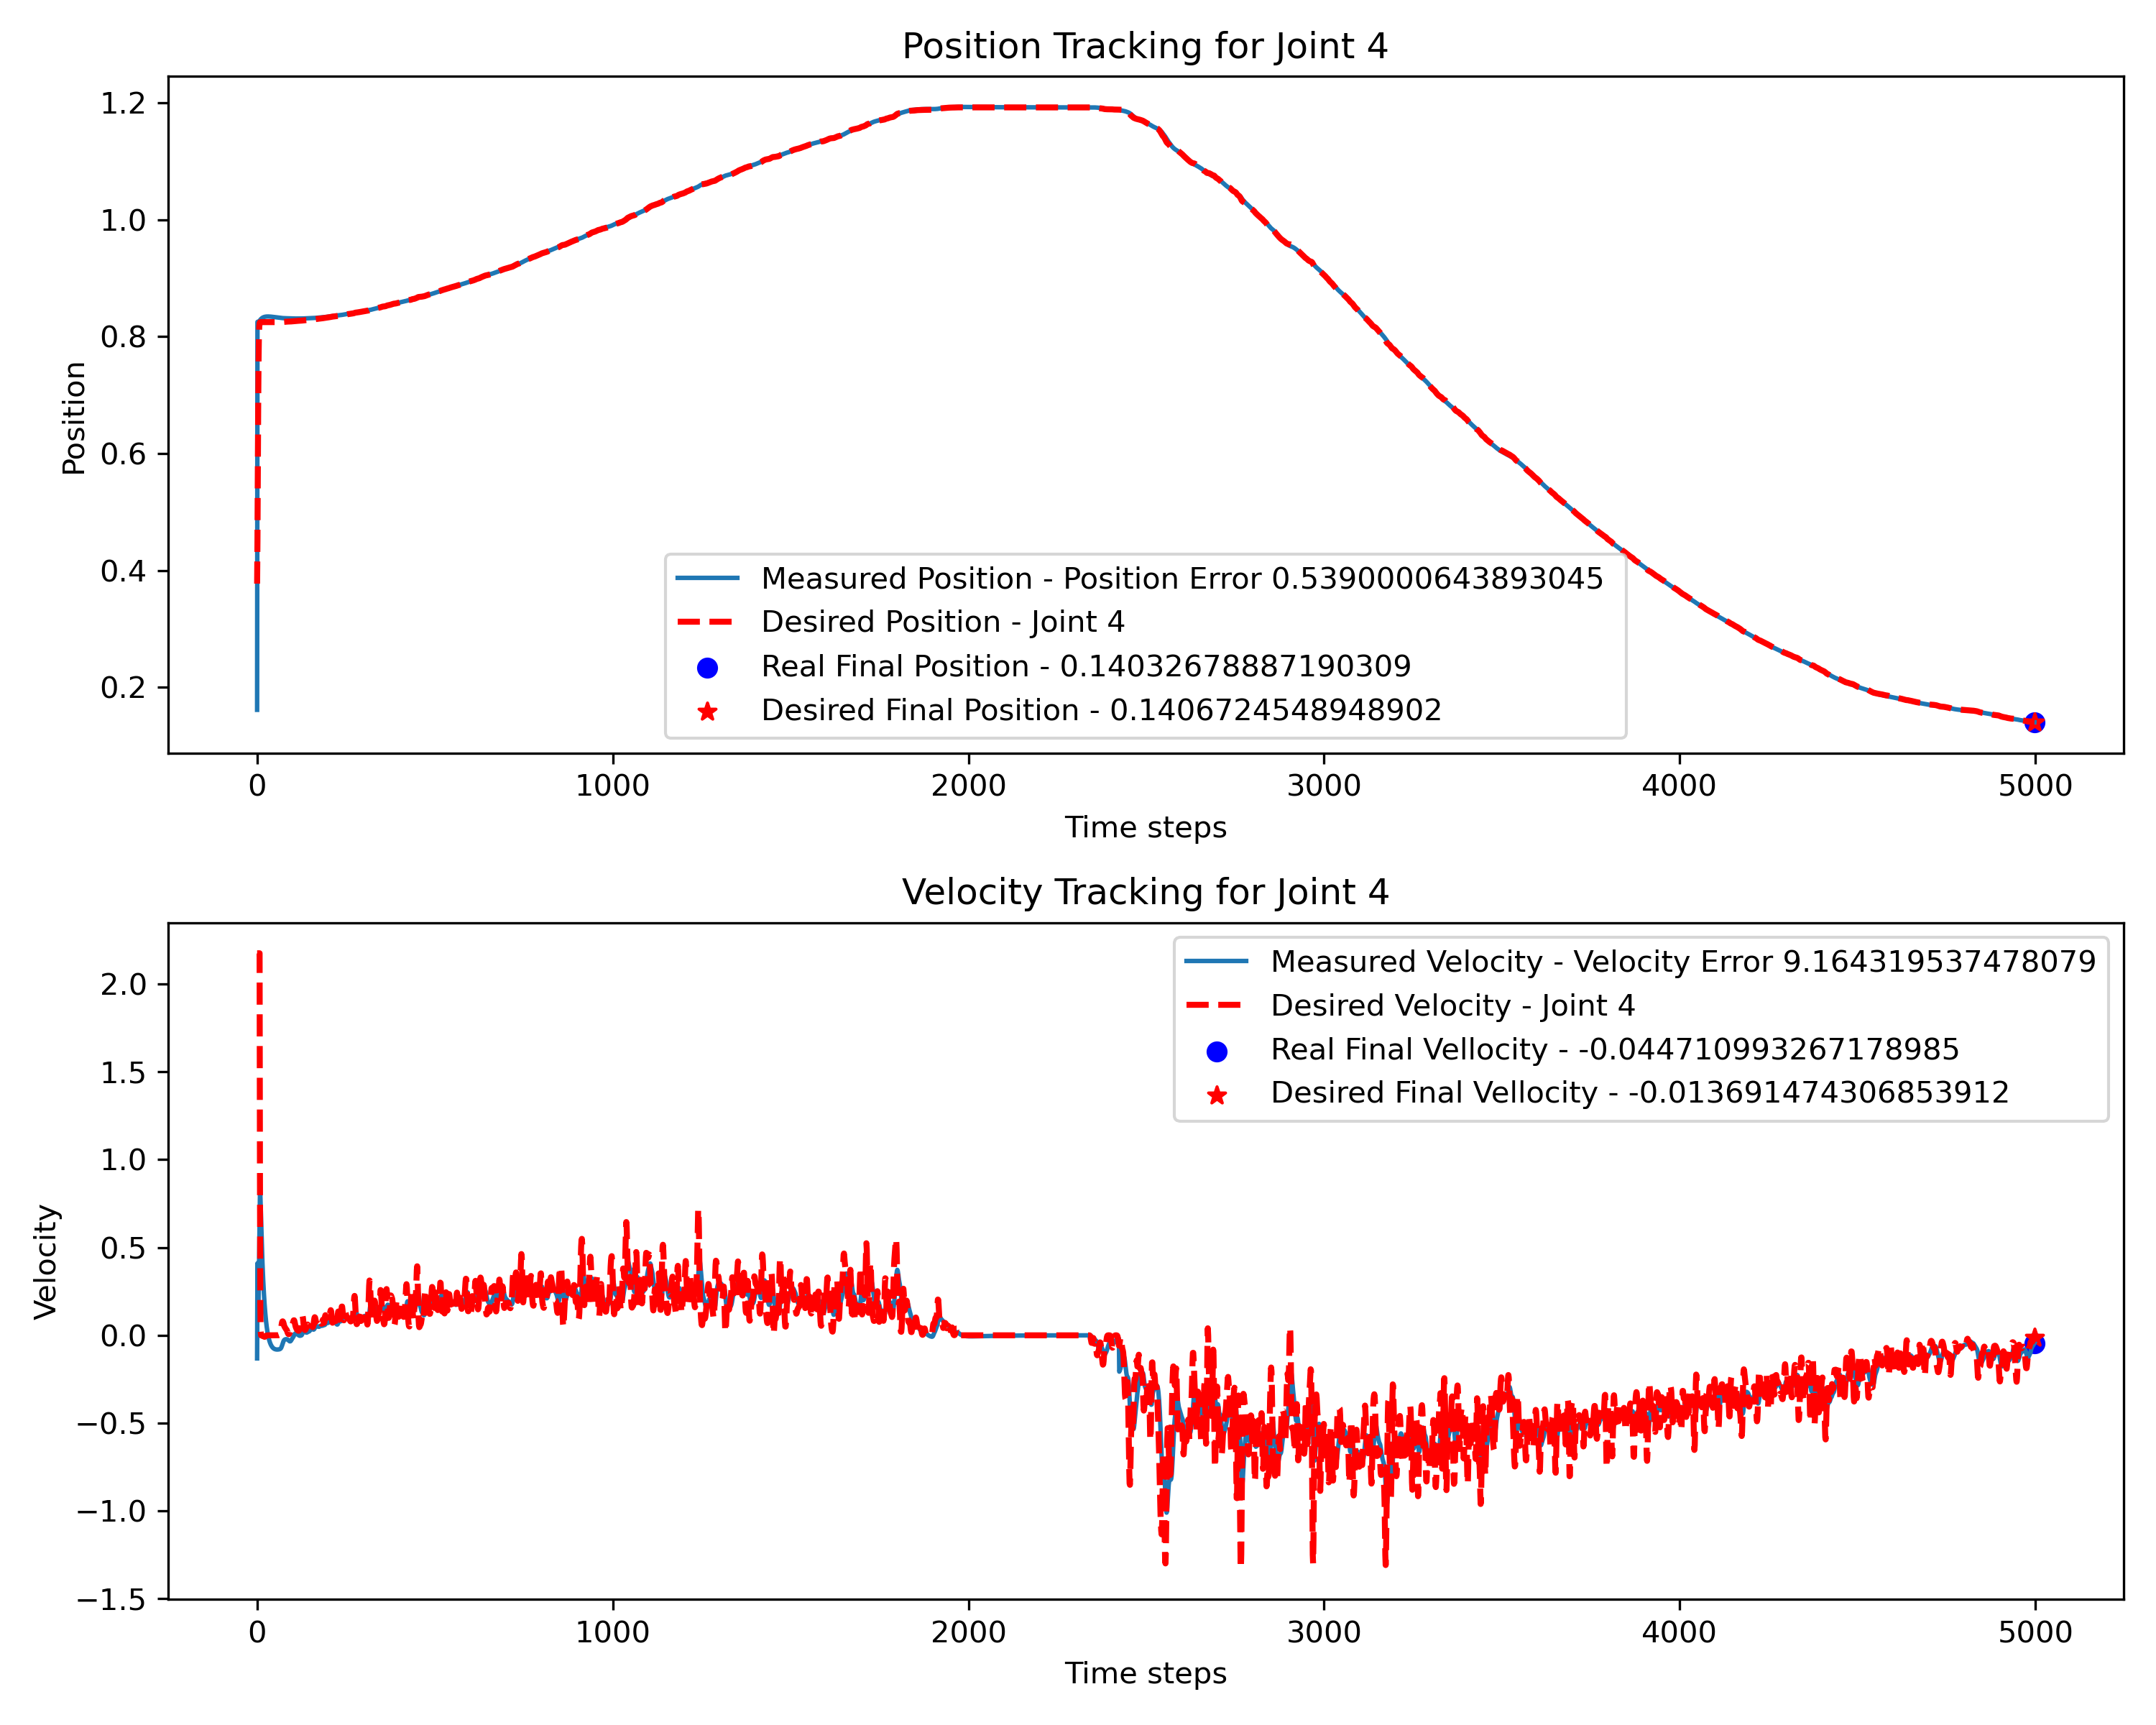 Position Tracking for Joint 4
1.2
1.0
0.8
0.6
0.4
0.2
Position
Measured Position - Position Error 0.5390000643893045
Desired Position - Joint 4
Real Final Position - 0.14032678887190309
Desired Final Position - 0.1406724548948902
0 1000 2000 3000 4000 5000
Time steps
Velocity Tracking for Joint 4
2.0
1.5
1.0
0.5
0.0
−0.5
−1.0
−1.5
Velocity
Measured Velocity - Velocity Error 9.164319537478079
Desired Velocity - Joint 4
Real Final Vellocity - -0.044710993267178985
Desired Final Vellocity - -0.013691474306853912
0 1000 2000 3000 4000 5000
Time steps